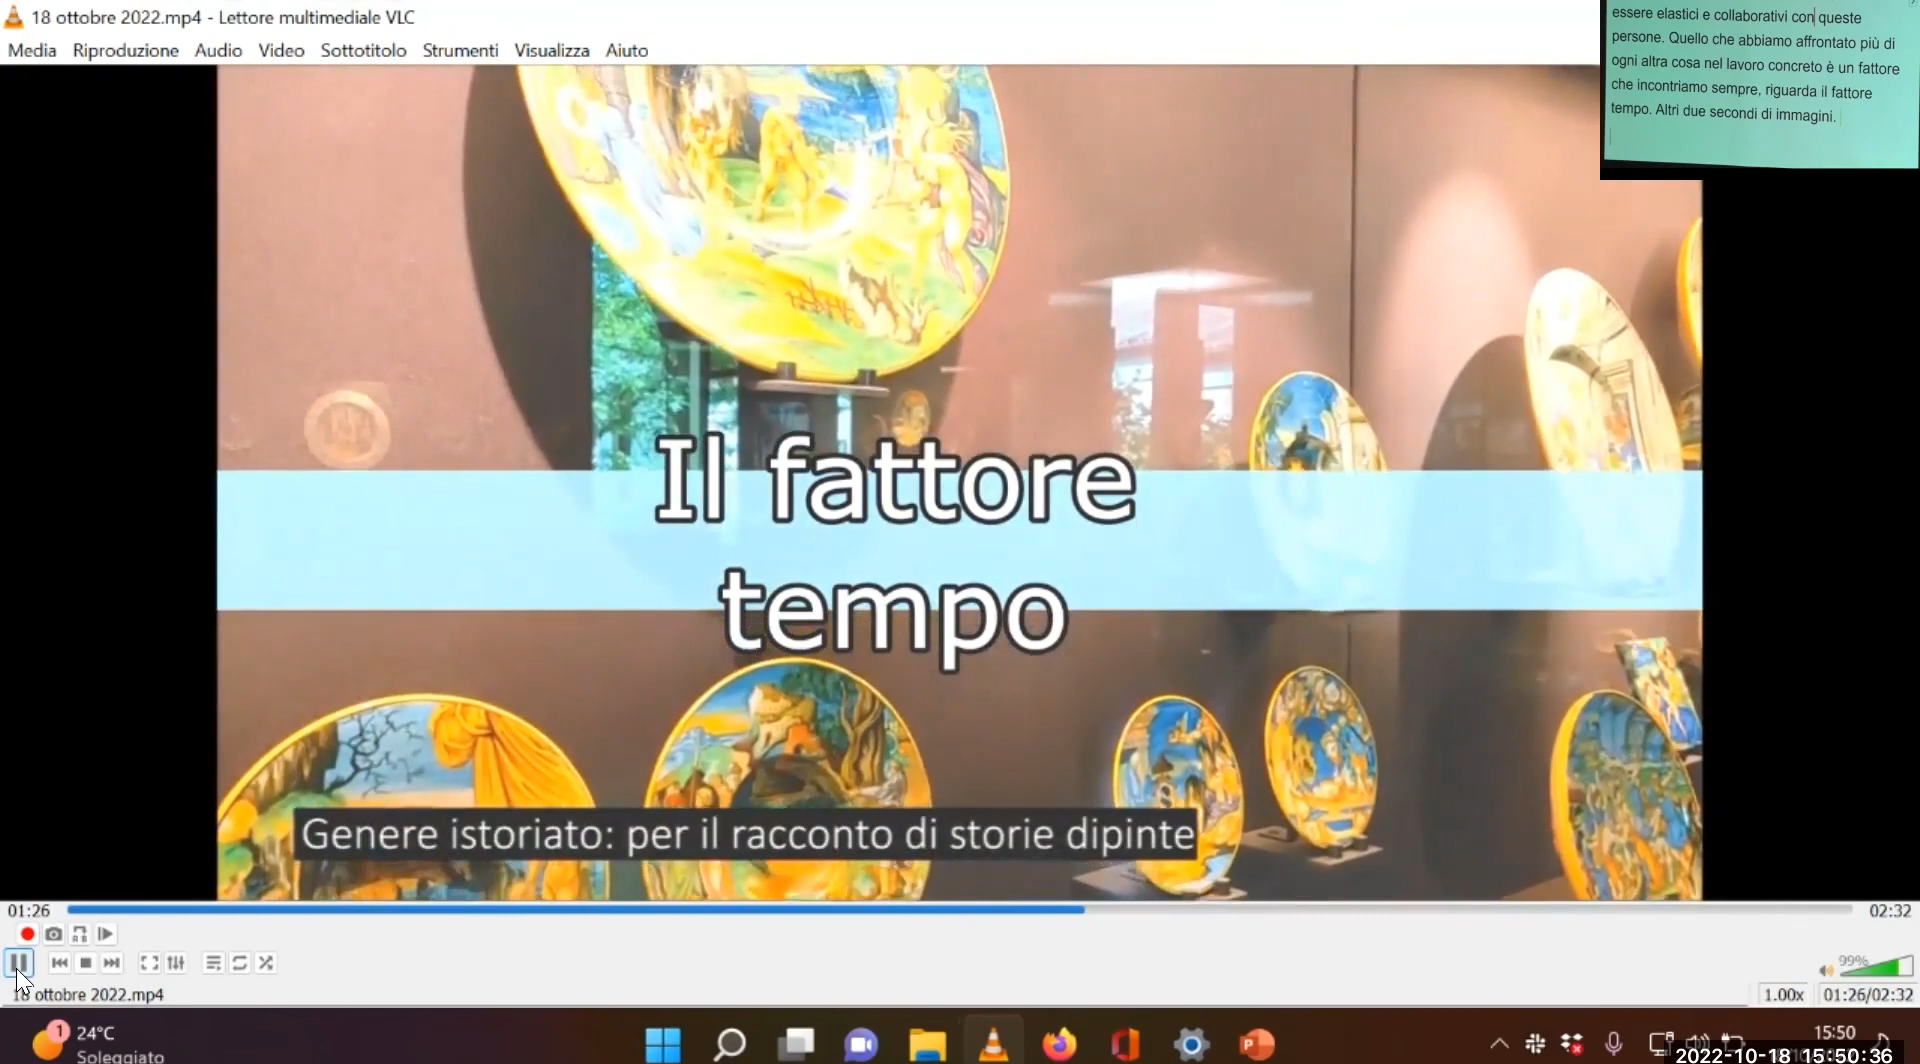 18 ottobre 2022.mp4 - Lettore multimediale VLC
Media Riproduzione Audio Video Sottotitolo Strumenti Visualizza Aiuto
essere elastici e collaborativi con queste
persone. Quello che abbiamo affrontato più di
ogni altra cosa nel lavoro concreto è un fattore
che incontriamo sempre, riguarda il fattore
tempo. Altri due secondi di immagini.
Il fattore
tempo
Genere istoriato: per il racconto di storie dipinte
01:26
02:32
99%
18 ottobre 2022.mp4
1.00x
01:26/02:32
1
24°C
Soleggiato
P
15:50
2022-10-18 15:50:36